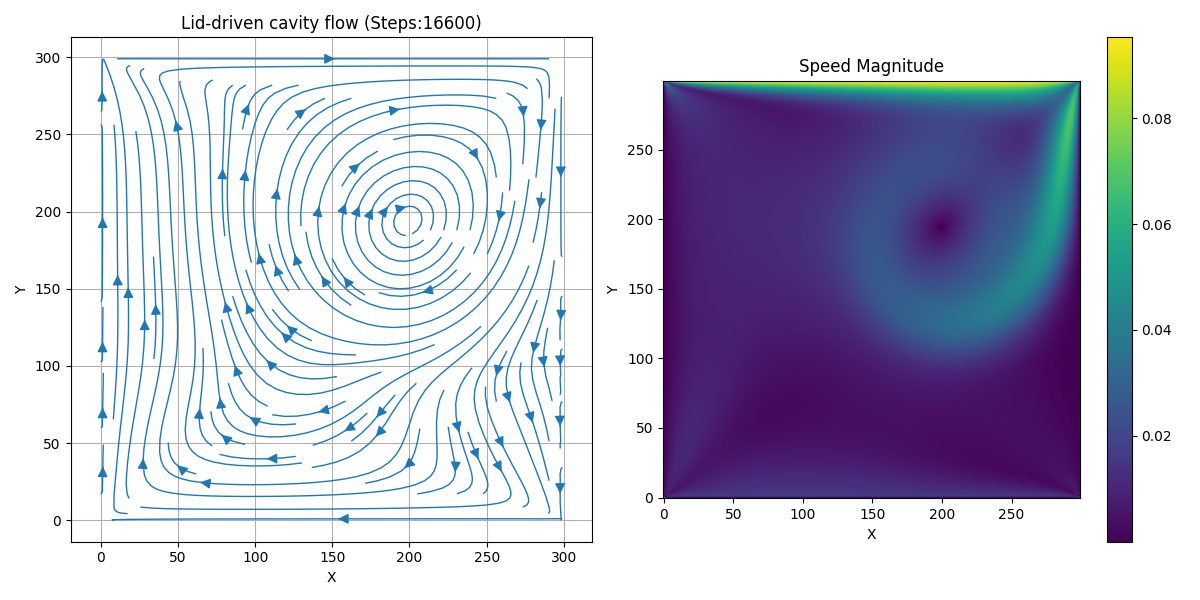 Lid-driven cavity flow (Steps:16600)
300
250
200
150
100
50
0
Y
0 50 100 150 200 250 300
X
Speed Magnitude
250
200
150
100
50
0
Y
0 50 100 150 200 250
X
0.08
0.06
0.04
0.02